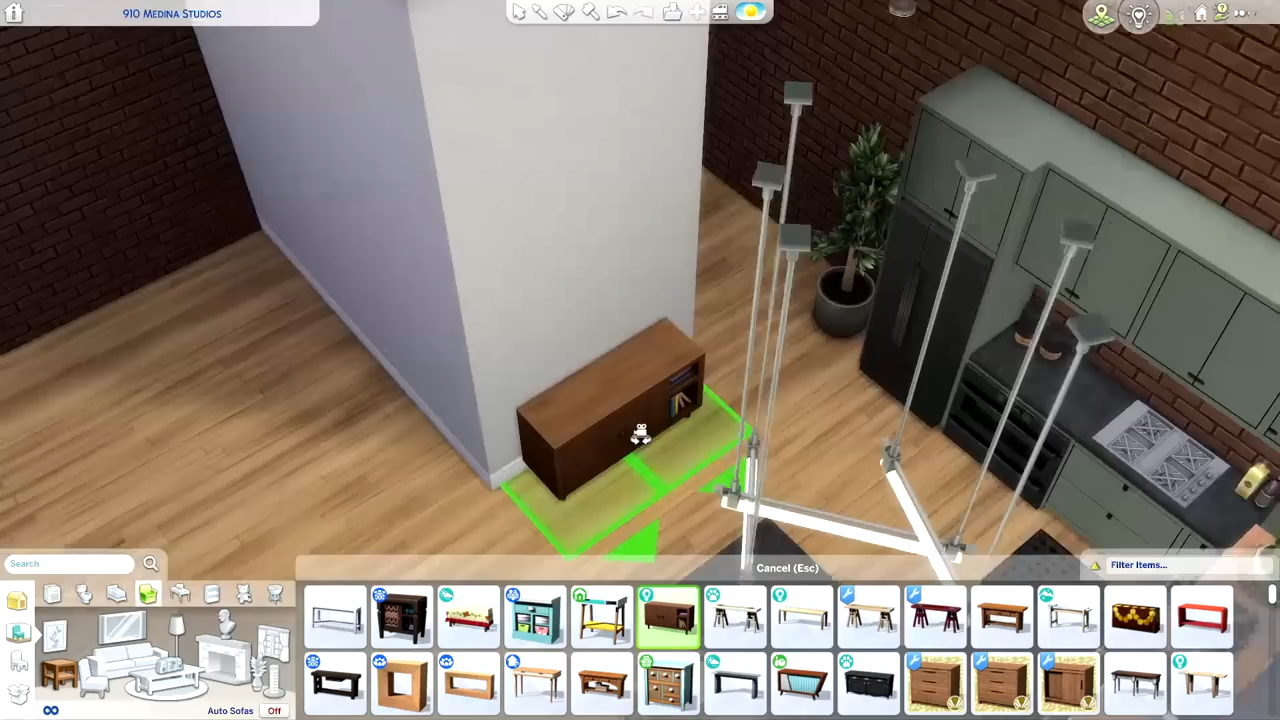 910 MEDINA STUDIOS
Cancel (Esc)
Search
Filter Items...
Auto Sofas Off